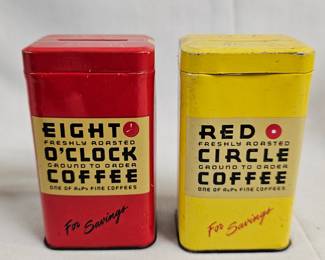 EIGHT
FRESHLY ROASTED
O'CLOCK
GROUND TO ORDER
COFFEE
ONE OF A&P'S FINE COFFEES
For Savings
RED
FRESHLY ROASTED
CIRCLE
GROUND TO ORDER
COFFEE
ONE OF A&P'S FINE COFFEES
For Savings